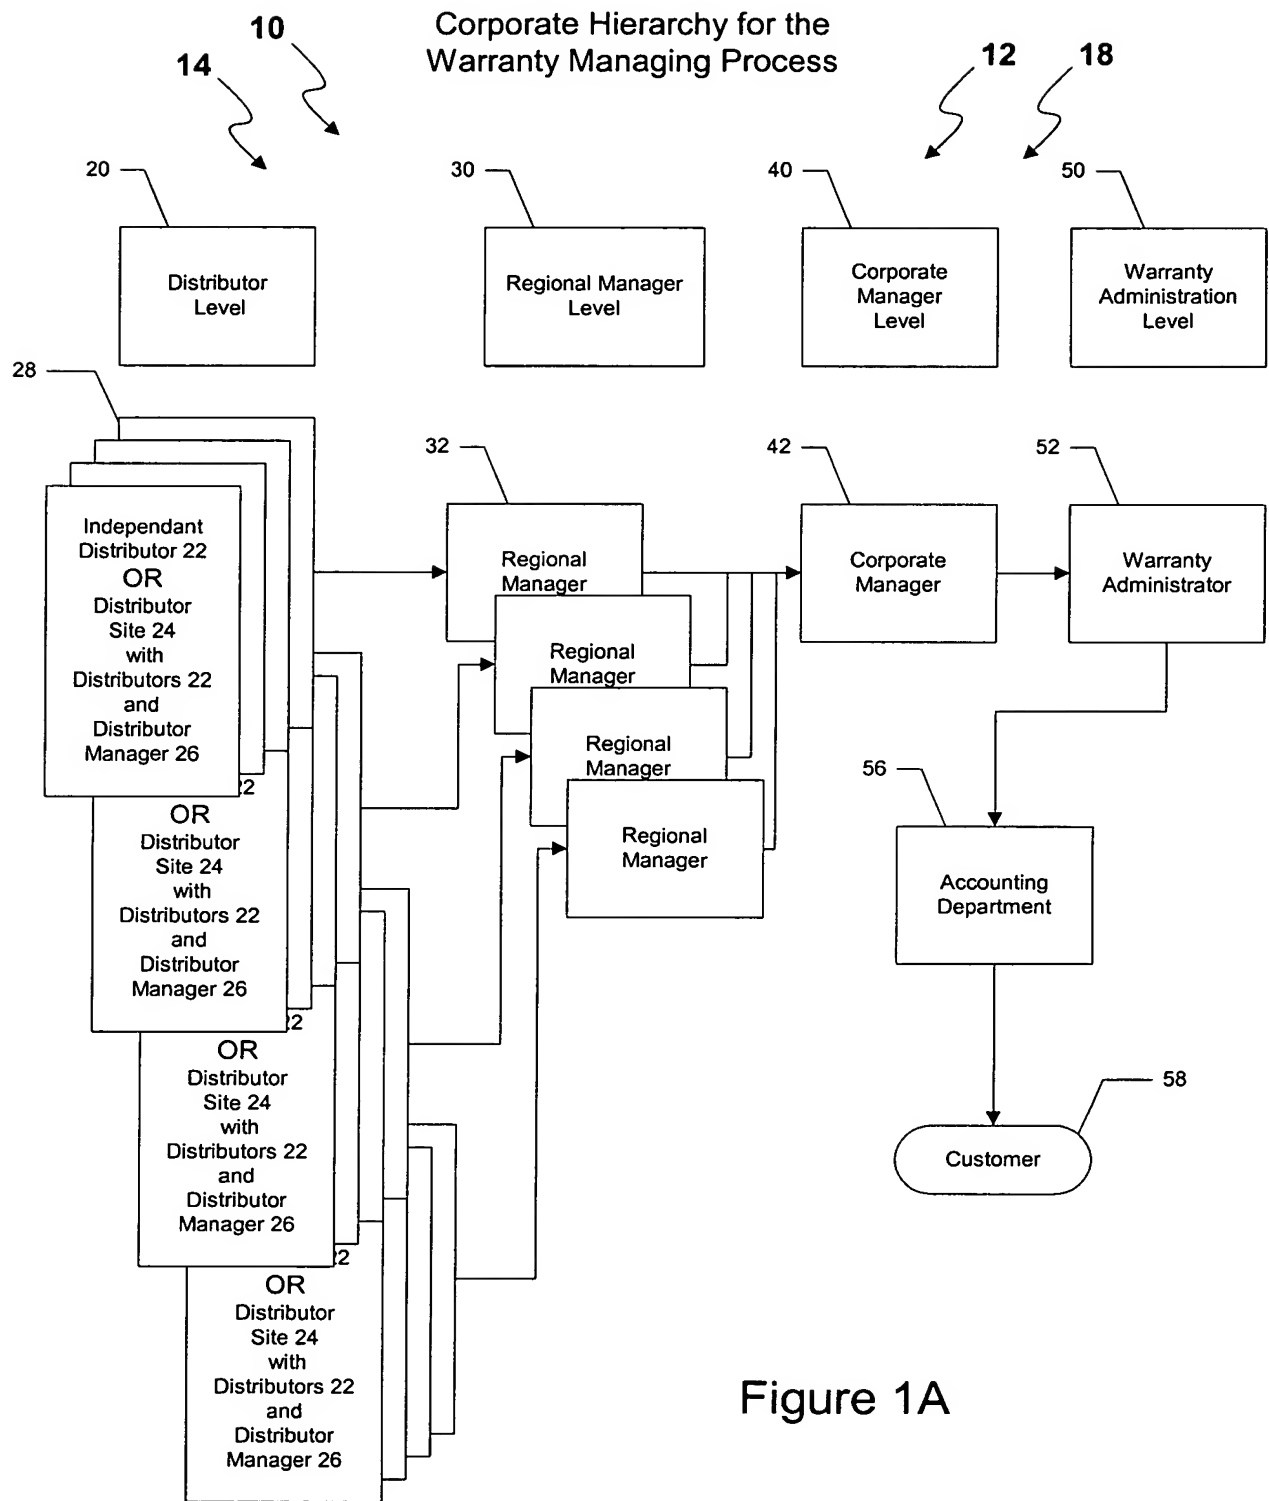 Corporate Hierarchy for the
Warranty Managing Process
10
14
12
18
20
30
40
50
Distributor
Level
Regional Manager
Level
Corporate
Manager
Level
Warranty
Administration
Level
28
32
42
52
Independant
Distributor 22
OR
Distributor
Site 24
with
Distributors 22
and
Distributor
Manager 26
22
OR
Distributor
Site 24
with
Distributors 22
and
Distributor
Manager 26
22
OR
Distributor
Site 24
with
Distributors 22
and
Distributor
Manager 26
22
OR
Distributor
Site 24
with
Distributors 22
and
Distributor
Manager 26
Regional
Manager
Regional
Manager
Regional
Manager
Regional
Manager
Corporate
Manager
Warranty
Administrator
56
Accounting
Department
58
Customer
Figure 1A